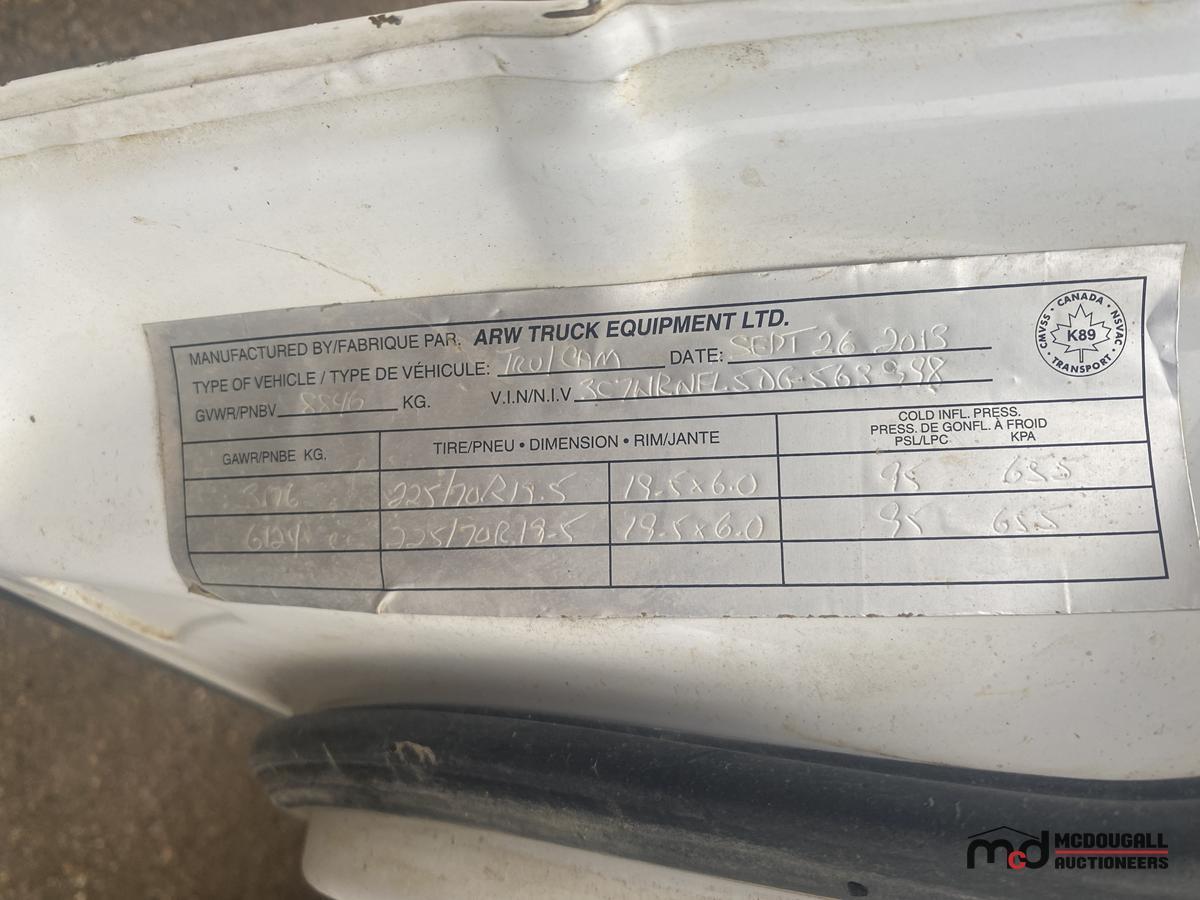 MANUFACTURED BY/FABRIQUE PAR. ARW TRUCK EQUIPMENT LTD.
TYPE OF VEHICLE / TYPE DE VÉHICULE: TRU/CAM DATE: SEPT 26 2013
GVWR/PNBV 8846 KG. V.I.N/N.I.V
CMVSS • CANADA • NSVAC • TRANSPORT •
K89
GAWR/PNBE KG. TIRE/PNEU • DIMENSION • RIM/JANTE
COLD INFL. PRESS.
PRESS. DE GONFL. À FROID
PSL/LPC KPA
225/70R19.5 19.5x6.0 95 655
225/70R19.5 19.5x6.0 95 655
mcd MCDOUGALL
AUCTIONEERS